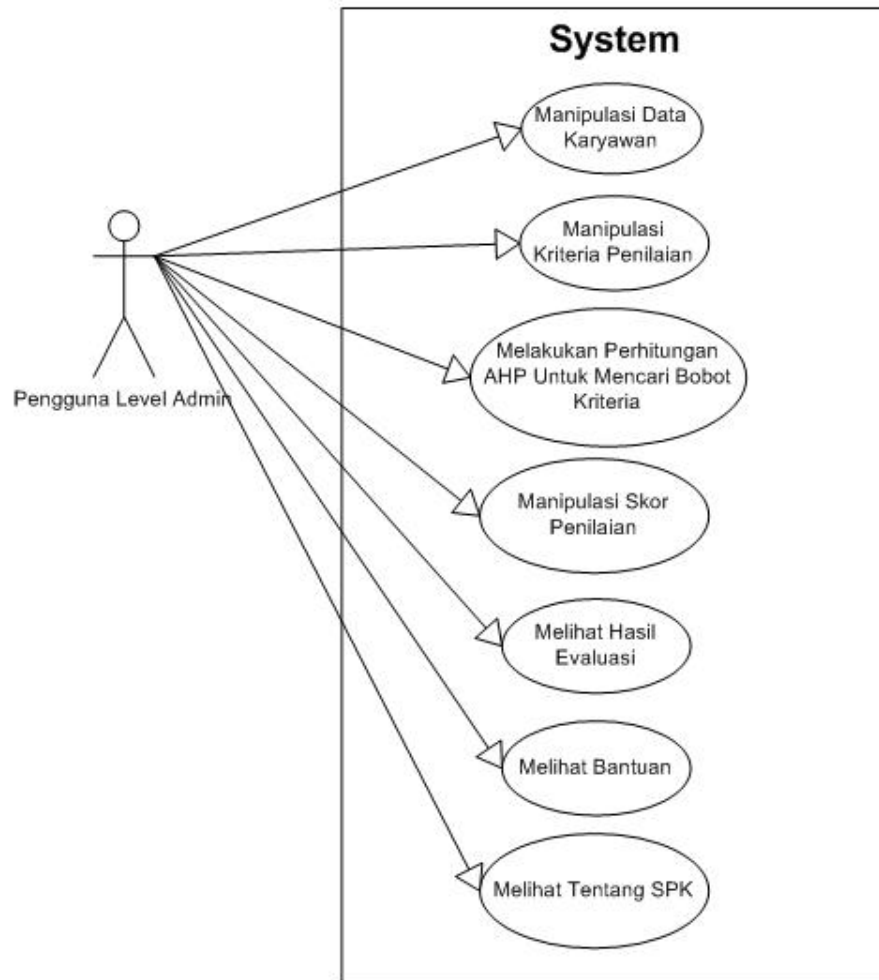 System
Manipulasi Data
Karyawan
Manipulasi
Kriteria Penilaian
Melakukan Perhitungan
AHP Untuk Mencari Bobot
Kriteria
Pengguna Level Admin
Manipulasi Skor
Penilaian
Melihat Hasil
Evaluasi
Melihat Bantuan
Melihat Tentang SPK